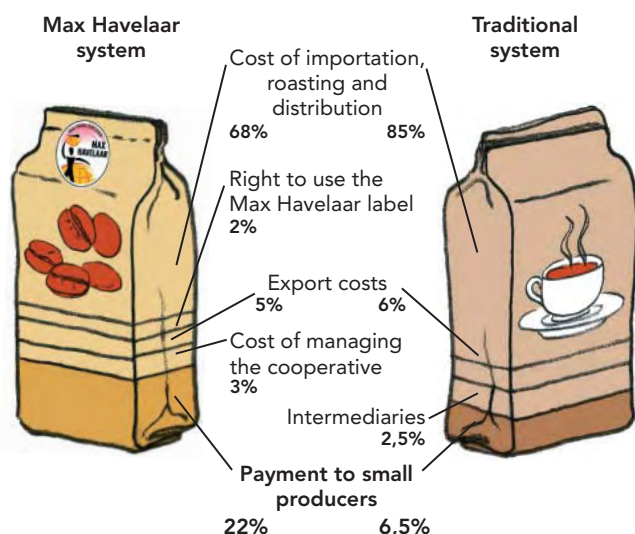 Max Havelaar
system
Traditional
system
Cost of importation,
roasting and
distribution
68% 85%
MAX
HAVELAAR
Right to use the
Max Havelaar label
2%
Export costs
5% 6%
Cost of managing
the cooperative
3%
Intermediaries
2,5%
Payment to small
producers
22% 6,5%